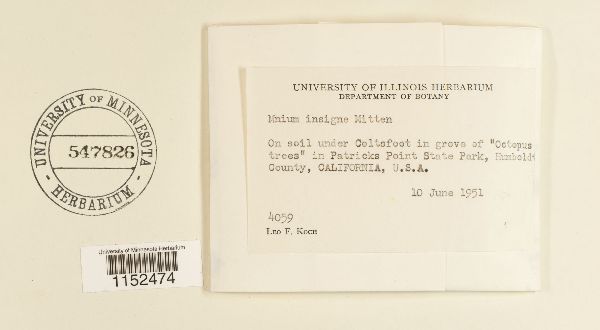 UNIVERSITY OF MINNESOTA
547826
HERBARIUM
University of Minnesota Herbarium
1152474
UNIVERSITY OF ILLINOIS HERBARIUM
DEPARTMENT OF BOTANY
Mnium insigne Mitten
On soil under Coltsfoot in grove of "Octopus
trees" in Patricks Point State Park, Humboldt
County, CALIFORNIA, U.S.A.
10 June 1951
4059
LEO F. KOCH